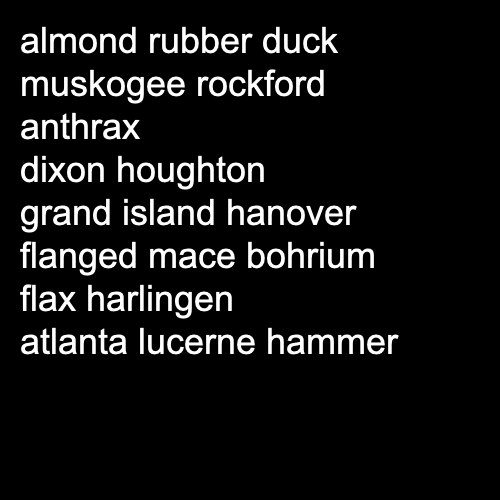 almond rubber duck
muskogee rockford
anthrax
dixon houghton
grand island hanover
flanged mace bohrium
flax harlingen
atlanta lucerne hammer